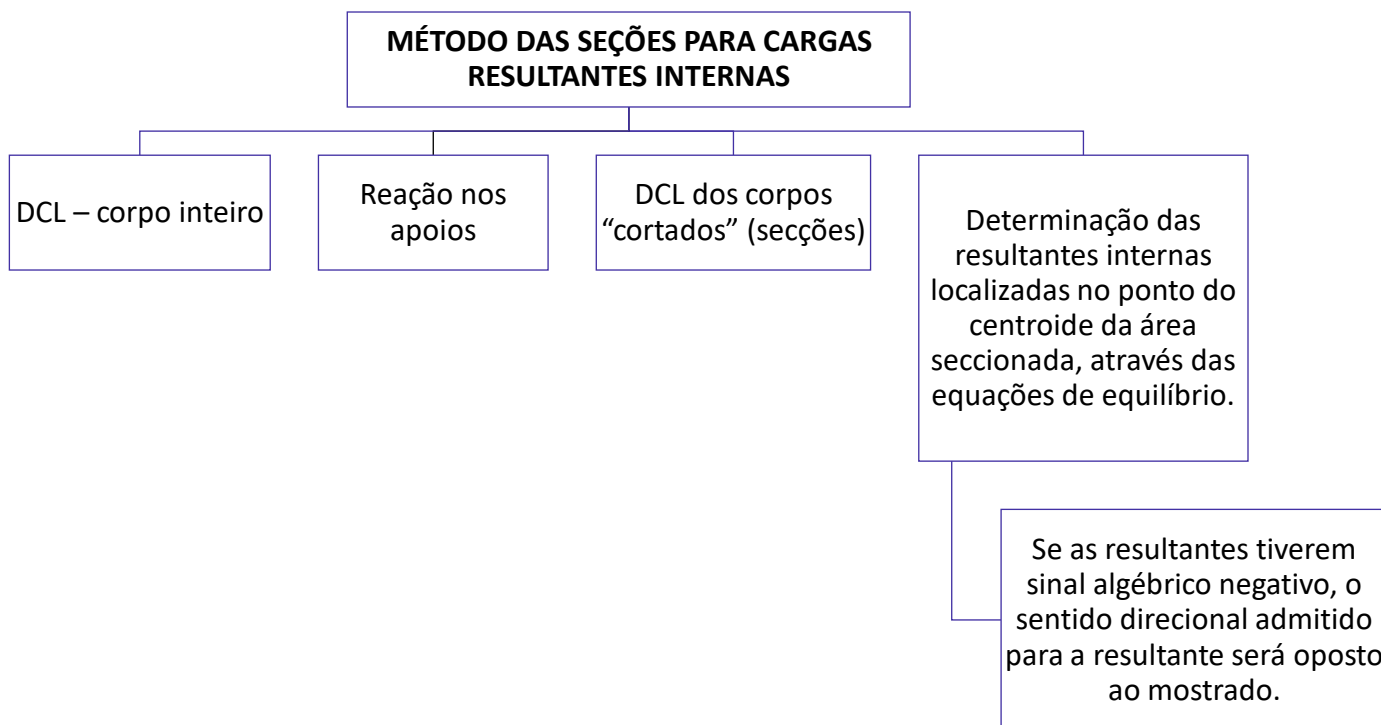 MÉTODO DAS SEÇÕES PARA CARGAS
RESULTANTES INTERNAS
DCL – corpo inteiro
Reação nos
apoios
DCL dos corpos
“cortados” (secções)
Determinação das
resultantes internas
localizadas no ponto do
centroide da área
seccionada, através das
equações de equilíbrio.
Se as resultantes tiverem
sinal algébrico negativo, o
sentido direcional admitido
para a resultante será oposto
ao mostrado.